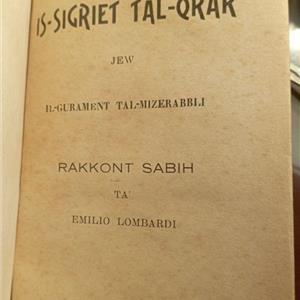 IS-SIGRIET TAL-QRAR
JEW
IL-GURAMENT TAL-MIZERABBLI
RAKKONT SABIH
TA'
EMILIO LOMBARDI